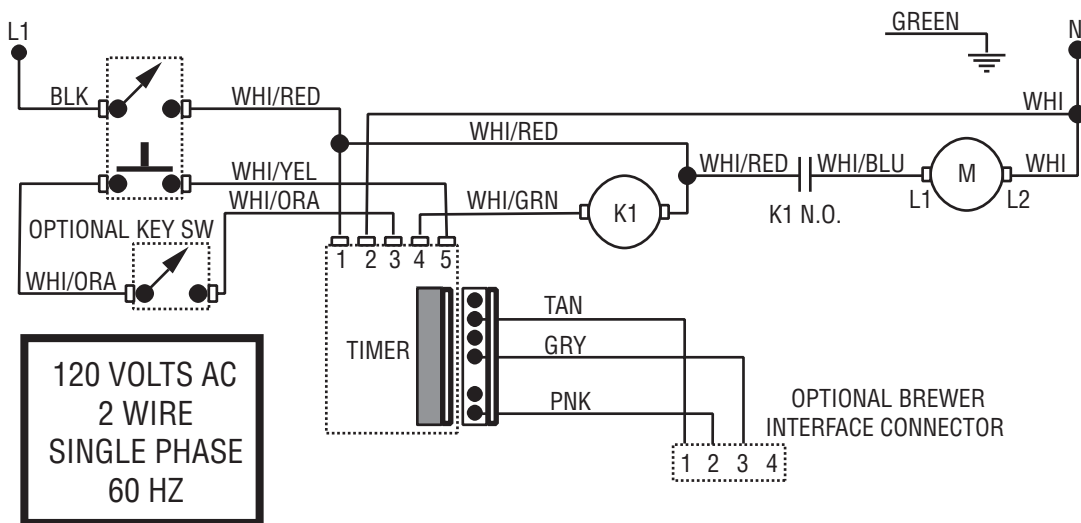 GREEN
N
L1
BLK
WHI/RED
WHI
WHI/RED
WHI/RED
WHI/BLU
M
WHI
L1
L2
K1 N.O.
WHI/YEL
WHI/ORA
WHI/GRN
K1
OPTIONAL KEY SW
WHI/ORA
1 2 3 4 5
TIMER
TAN
GRY
PNK
OPTIONAL BREWER
INTERFACE CONNECTOR
1 2 3 4
120 VOLTS AC
2 WIRE
SINGLE PHASE
60 HZ